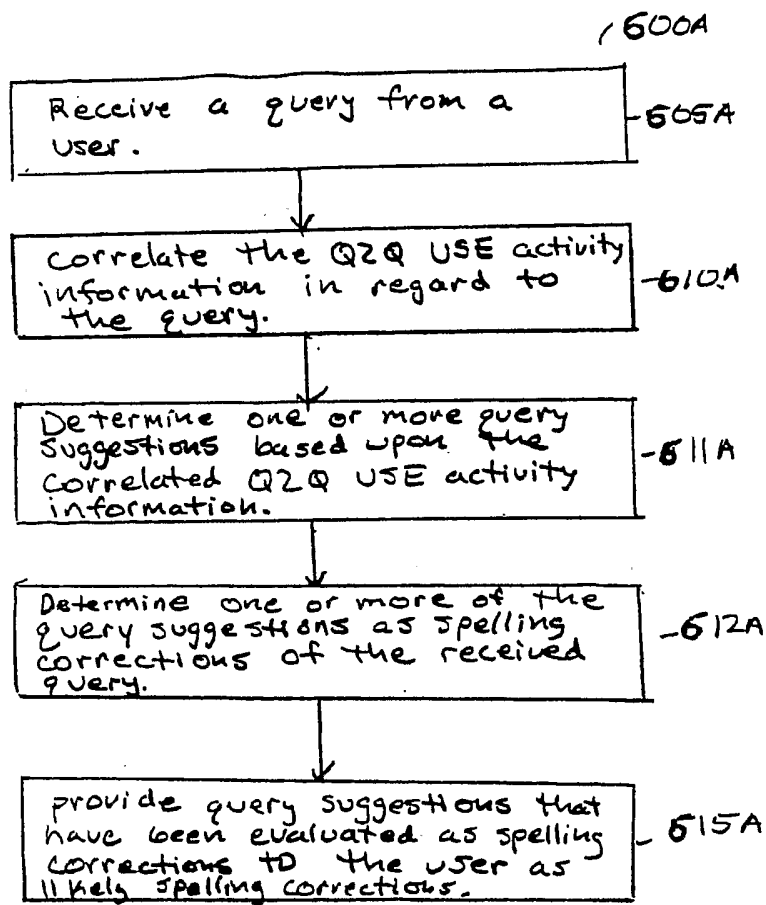 600A
Receive a query from a
user.
605A
correlate the Q2Q USE activity
information in regard to
the query.
610A
Determine one or more query
suggestions based upon the
correlated Q2Q USE activity
information.
611A
Determine one or more of the
query suggestions as spelling
corrections of the received
query.
612A
provide query suggestions that
have been evaluated as spelling
corrections to the user as
likely spelling corrections.
615A